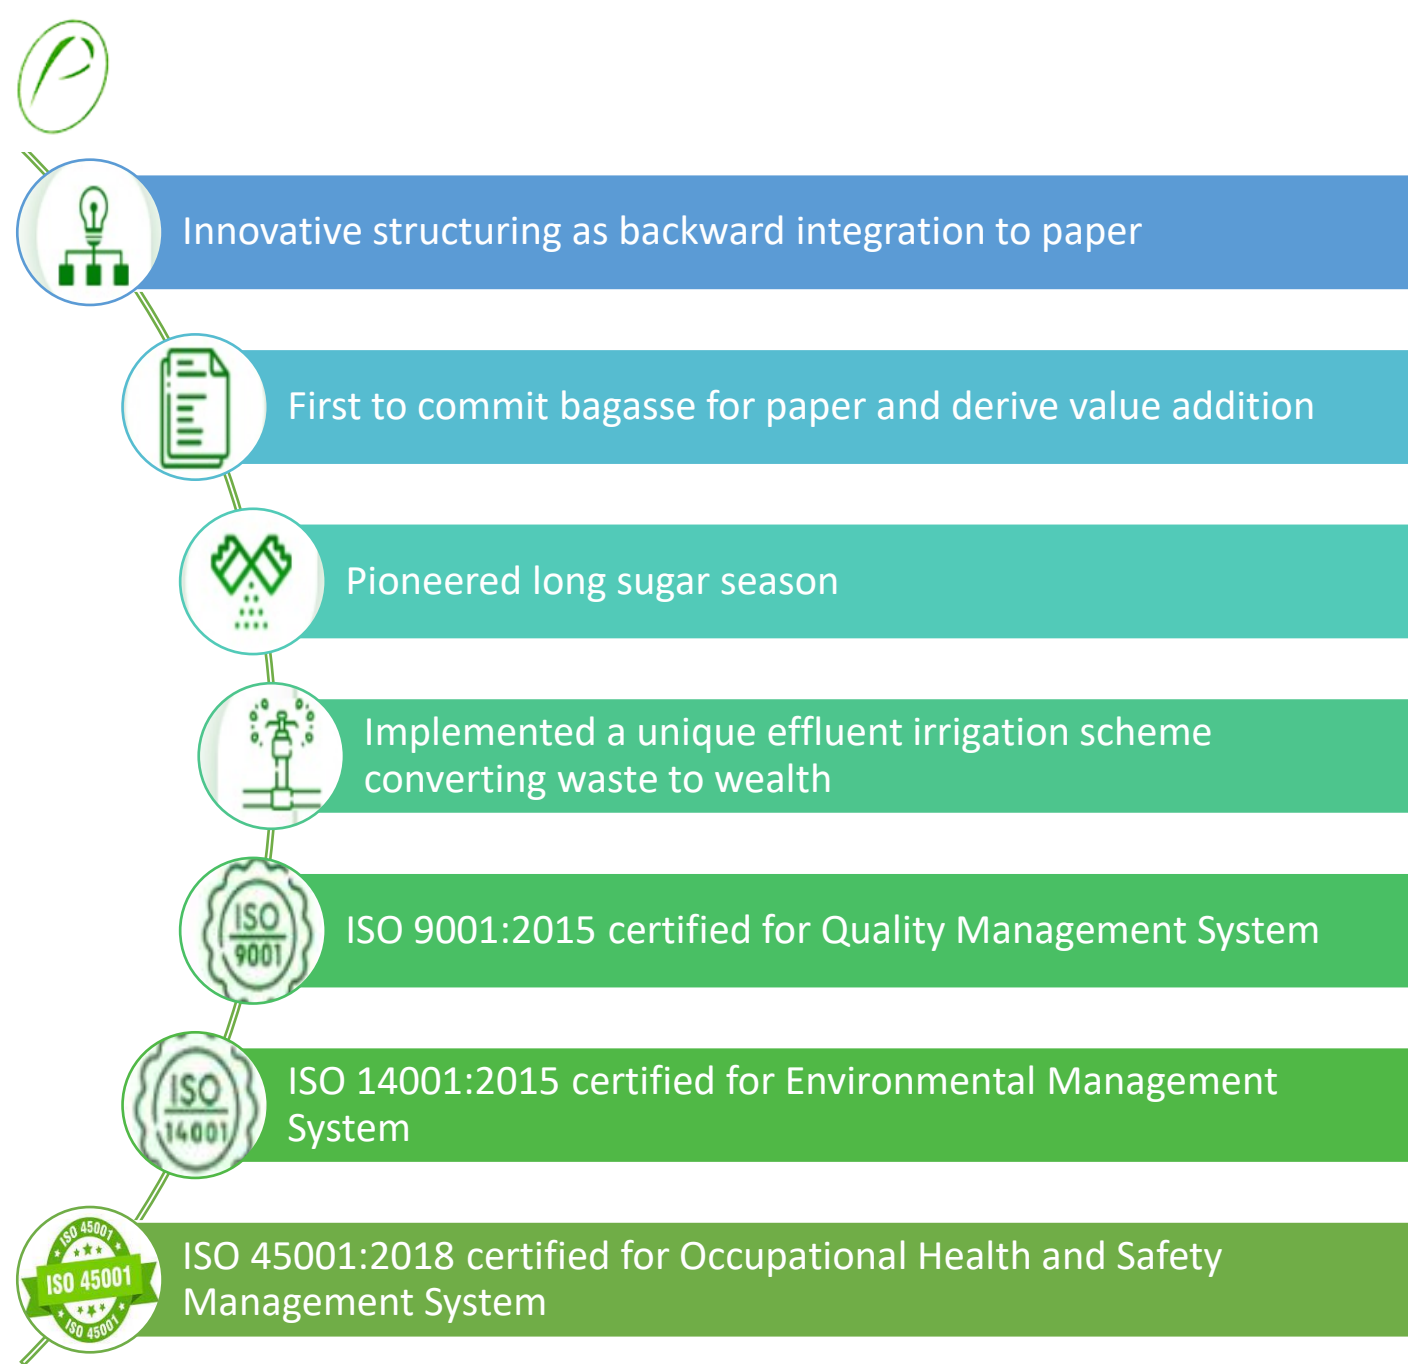 Innovative structuring as backward integration to paper
First to commit bagasse for paper and derive value addition
Pioneered long sugar season
Implemented a unique effluent irrigation scheme
converting waste to wealth
ISO
9001
ISO 9001:2015 certified for Quality Management System
ISO
14001
ISO 14001:2015 certified for Environmental Management
System
ISO 45001
ISO 45001
ISO 45001
ISO 45001:2018 certified for Occupational Health and Safety
Management System